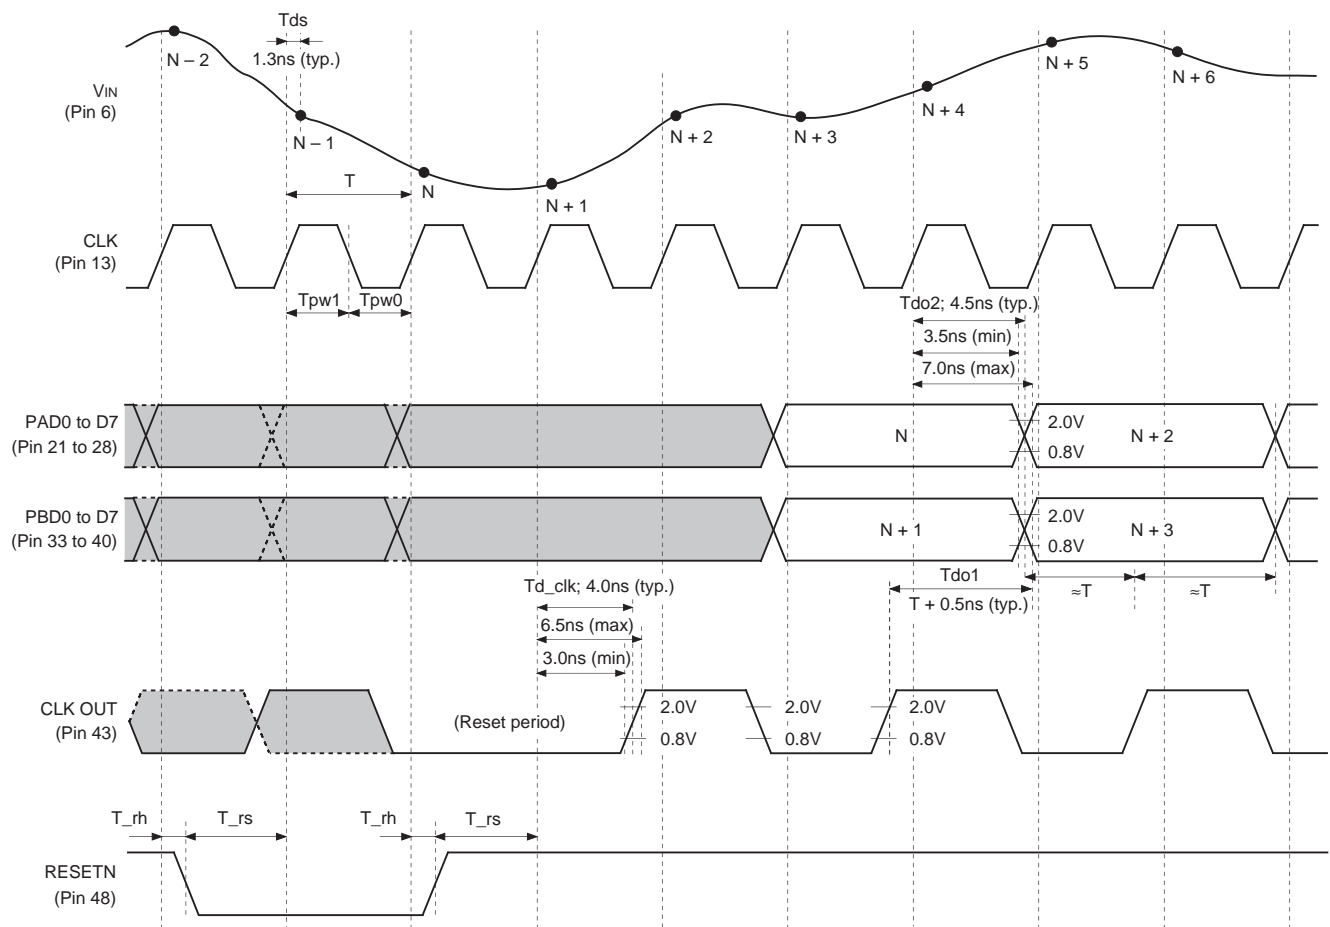 Tds
1.3ns (typ.)
N – 2
VIN
(Pin 6)
N – 1
T
N
N + 1
N + 2
N + 3
N + 4
N + 5
N + 6
CLK
(Pin 13)
Tpw1
Tpw0
Tdo2; 4.5ns (typ.)
3.5ns (min)
7.0ns (max)
PAD0 to D7
(Pin 21 to 28)
N
2.0V
0.8V
N + 2
PBD0 to D7
(Pin 33 to 40)
N + 1
2.0V
0.8V
N + 3
Td_clk; 4.0ns (typ.)
6.5ns (max)
3.0ns (min)
Tdo1
T + 0.5ns (typ.)
≈T
≈T
CLK OUT
(Pin 43)
(Reset period)
2.0V
0.8V
2.0V
0.8V
2.0V
0.8V
T_rh
T_rs
T_rh
T_rs
RESETN
(Pin 48)